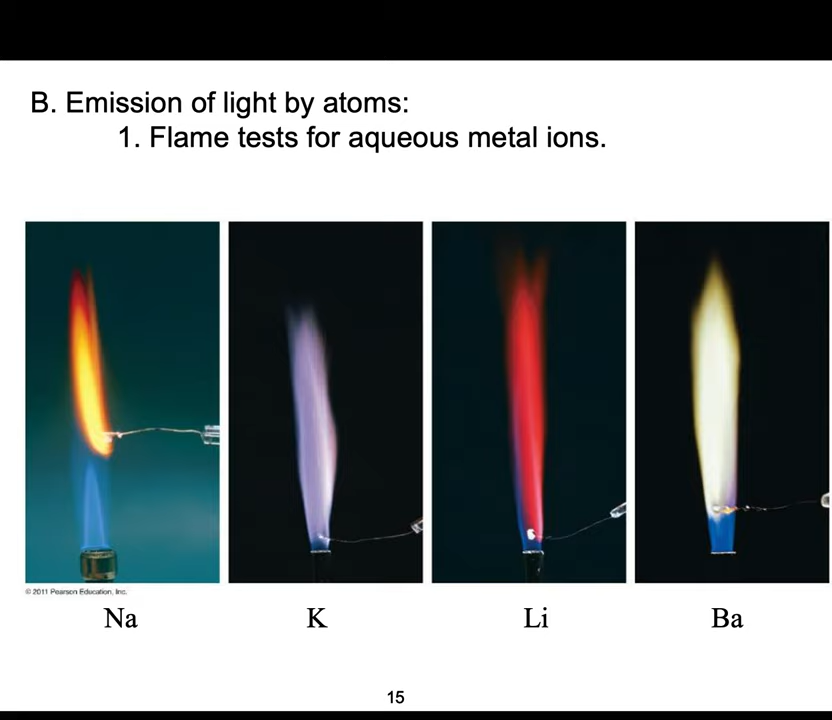 B. Emission of light by atoms:
1. Flame tests for aqueous metal ions.
© 2011 Pearson Education, Inc.
Na K Li Ba
15